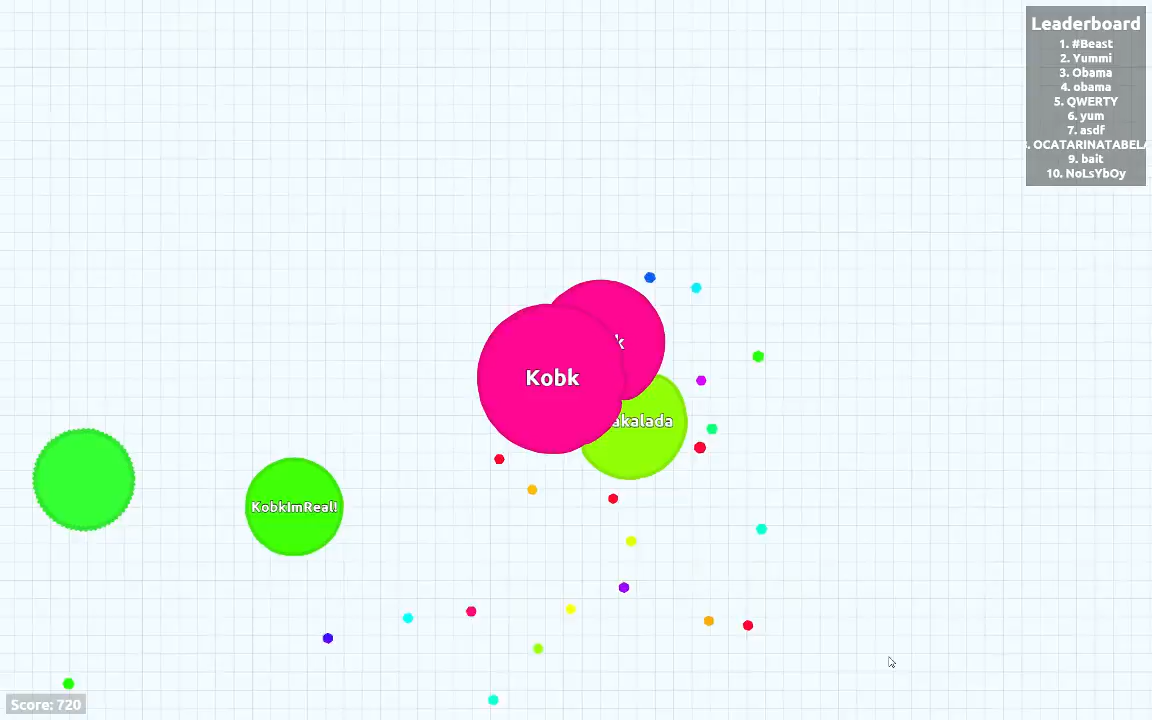 Leaderboard
1. #Beast
2. Yummi
3. Obama
4. obama
5. QWERTY
6. yum
7. asdf
. OCATARINATABELA
9. bait
10. NoLsYbOy
k
Kobk
akalada
KobkImReal!
Score: 720